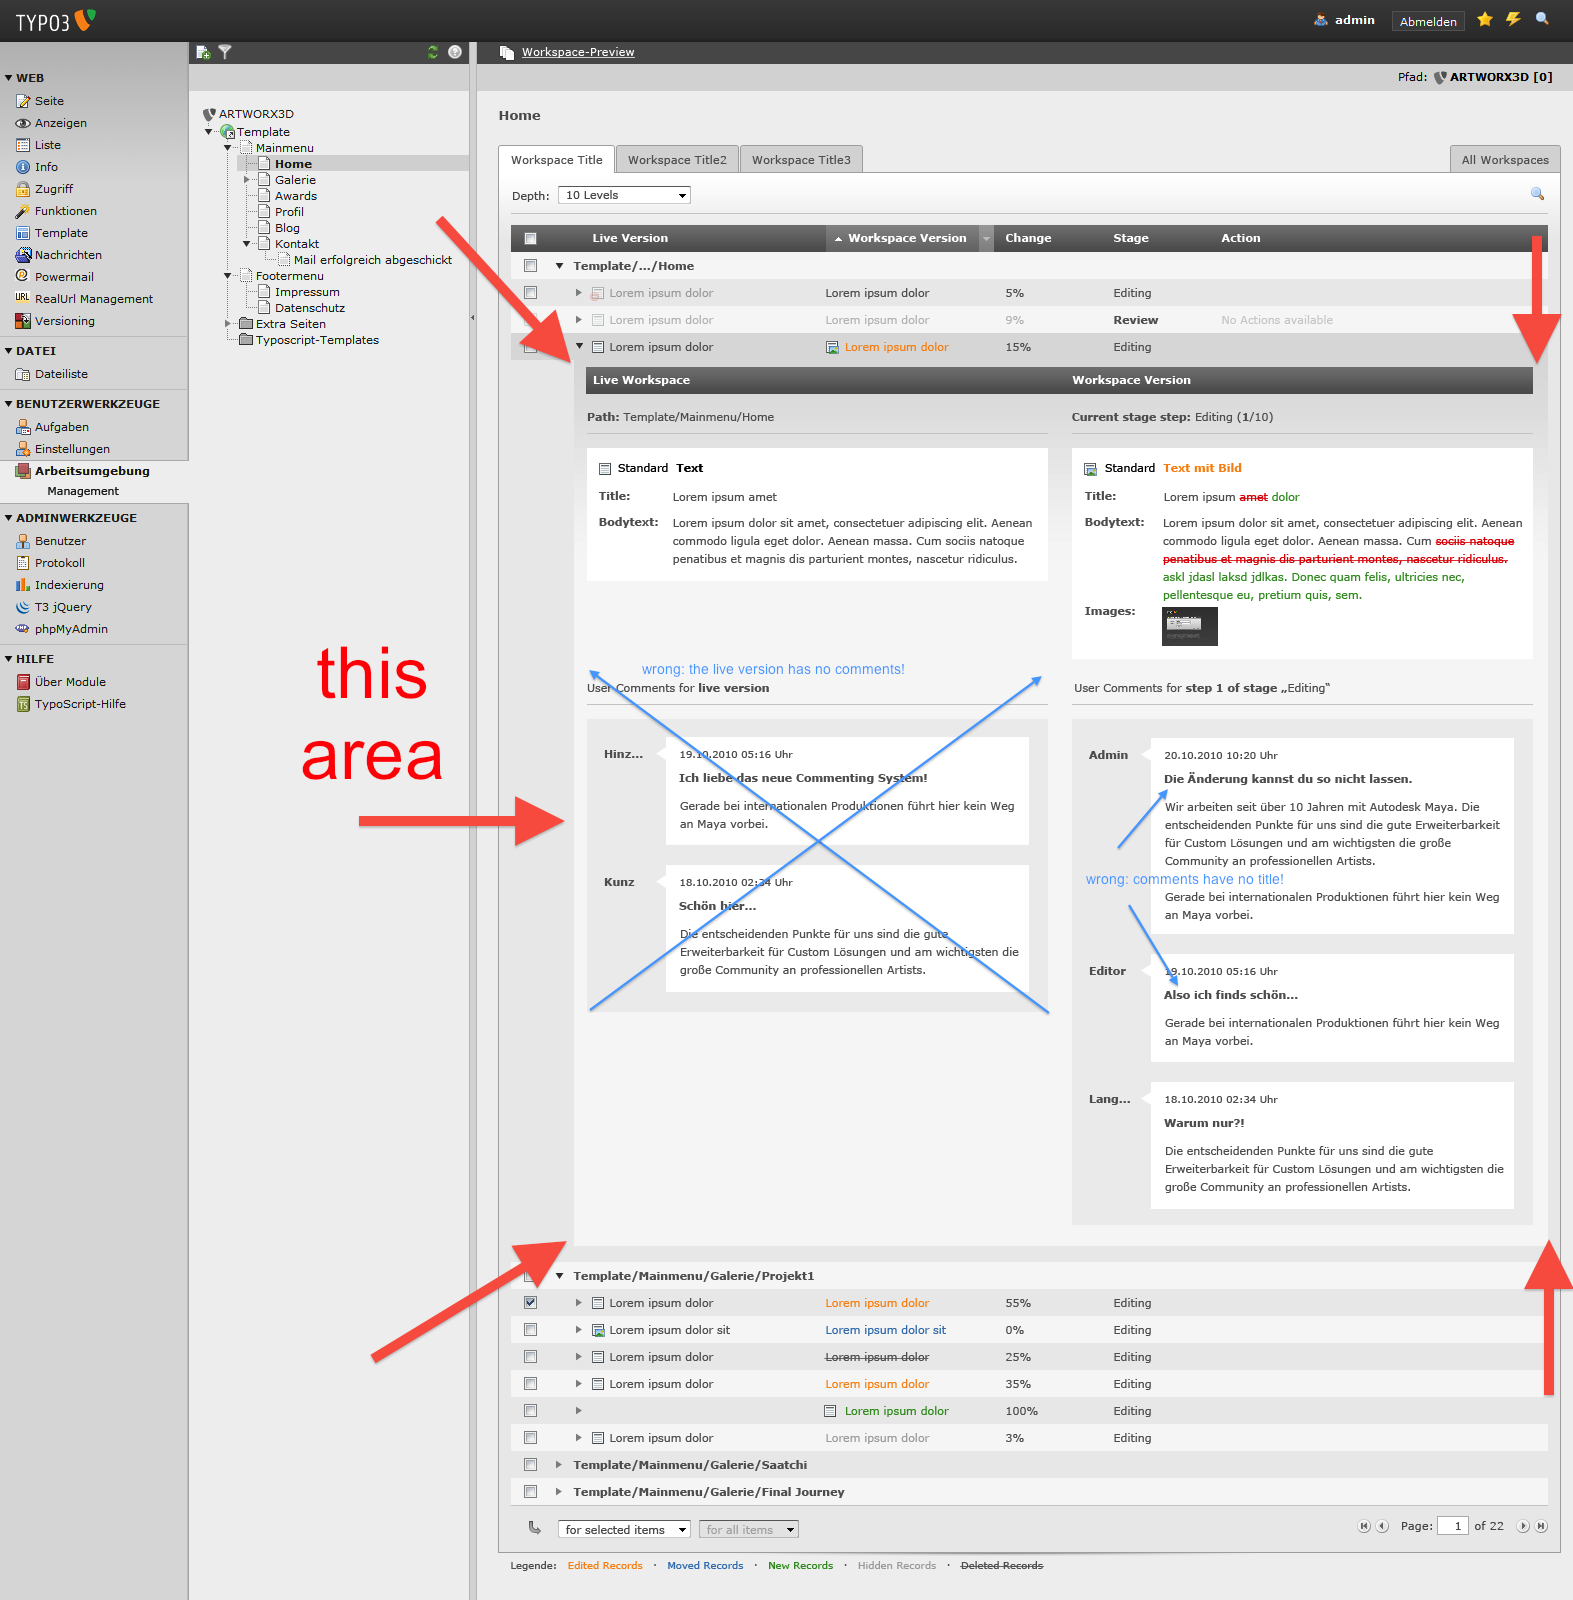 TYPO3
admin
Abmelden
Workspace-Preview
Pfad: ARTWORX3D [0]
WEB
Seite
Anzeigen
Liste
Info
Zugriff
Funktionen
Template
Nachrichten
Powermail
URL RealUrl Management
Versioning
DATEI
Dateiliste
BENUTZERWERKZEUGE
Aufgaben
Einstellungen
Arbeitsumgebung
Management
ADMINWERKZEUGE
Benutzer
Protokoll
Indexierung
T3 jQuery
phpMyAdmin
HILFE
Über Module
TS TypoScript-Hilfe
ARTWORX3D
Template
Mainmenu
Home
Galerie
Awards
Profil
Blog
Kontakt
Mail erfolgreich abgeschickt
Footermenu
Impressum
Datenschutz
Extra Seiten
Typoscript-Templates
this
area
Home
Workspace Title Workspace Title2 Workspace Title3 All Workspaces
Depth: 10 Levels
Live Version Workspace Version Change Stage Action
Template/.../Home
Lorem ipsum dolor Lorem ipsum dolor 5% Editing
Lorem ipsum dolor Lorem ipsum dolor 9% Review No Actions available
Lorem ipsum dolor Lorem ipsum dolor 15% Editing
Live Workspace Workspace Version
Path: Template/Mainmenu/Home
Standard Text
Title: Lorem ipsum amet
Bodytext: Lorem ipsum dolor sit amet, consectetuer adipiscing elit. Aenean
commodo ligula eget dolor. Aenean massa. Cum sociis natoque
penatibus et magnis dis parturient montes, nascetur ridiculus.
wrong: the live version has no comments!
User Comments for live version
Hinz... 19.10.2010 05:16 Uhr
Ich liebe das neue Commenting System!
Gerade bei internationalen Produktionen führt hier kein Weg
an Maya vorbei.
Kunz 18.10.2010 02:34 Uhr
Schön hier...
Die entscheidenden Punkte für uns sind die gute
Erweiterbarkeit für Custom Lösungen und am wichtigsten die
große Community an professionellen Artists.
Current stage step: Editing (1/10)
Standard Text mit Bild
Title: Lorem ipsum amet dolor
Bodytext: Lorem ipsum dolor sit amet, consectetuer adipiscing elit. Aenean
commodo ligula eget dolor. Aenean massa. Cum sociis natoque
penatibus et magnis dis parturient montes, nascetur ridiculus.
askl jdasl laksd jdlkas. Donec quam felis, ultricies nec,
pellentesque eu, pretium quis, sem.
Images:
User Comments for step 1 of stage „Editing“
Admin 20.10.2010 10:20 Uhr
Die Änderung kannst du so nicht lassen.
Wir arbeiten seit über 10 Jahren mit Autodesk Maya. Die
entscheidenden Punkte für uns sind die gute Erweiterbarkeit
für Custom Lösungen und am wichtigsten die große
Community an professionellen Artists.
wrong: comments have no title!
Gerade bei internationalen Produktionen führt hier kein Weg
an Maya vorbei.
Editor 19.10.2010 05:16 Uhr
Also ich finds schön...
Gerade bei internationalen Produktionen führt hier kein Weg
an Maya vorbei.
Lang... 18.10.2010 02:34 Uhr
Warum nur?!
Die entscheidenden Punkte für uns sind die gute
Erweiterbarkeit für Custom Lösungen und am wichtigsten die
große Community an professionellen Artists.
Template/Mainmenu/Galerie/Projekt1
Lorem ipsum dolor Lorem ipsum dolor 55% Editing
Lorem ipsum dolor sit Lorem ipsum dolor sit 0% Editing
Lorem ipsum dolor Lorem ipsum dolor 25% Editing
Lorem ipsum dolor Lorem ipsum dolor 35% Editing
Lorem ipsum dolor 100% Editing
Lorem ipsum dolor Lorem ipsum dolor 3% Editing
Template/Mainmenu/Galerie/Saatchi
Template/Mainmenu/Galerie/Final Journey
for selected items for all items Page: 1 of 22
Legende: Edited Records · Moved Records · New Records · Hidden Records · Deleted Records